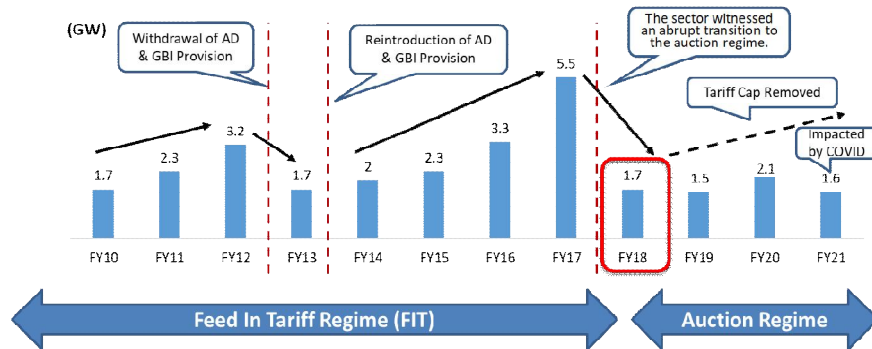 (GW)
Withdrawal of AD
& GBI Provision
Reintroduction of AD
& GBI Provision
The sector witnessed
an abrupt transition to
the auction regime.
Tariff Cap Removed
Impacted
by COVID
1.7
2.3
3.2
1.7
2
2.3
3.3
5.5
1.7
1.5
2.1
1.6
FY10
FY11
FY12
FY13
FY14
FY15
FY16
FY17
FY18
FY19
FY20
FY21
Feed In Tariff Regime (FIT)
Auction Regime